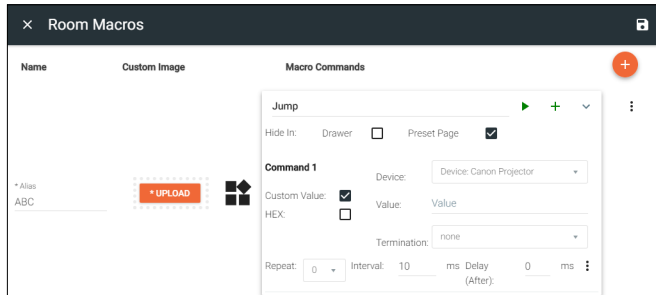 Room Macros
Name Custom Image Macro Commands
Jump
Hide In: Drawer Preset Page
Command 1
Device: Device: Canon Projector
* Alias
ABC
* UPLOAD
Custom Value:
Value: Value
HEX:
Termination: none
Repeat: 0 Interval: 10 ms Delay (After): 0 ms